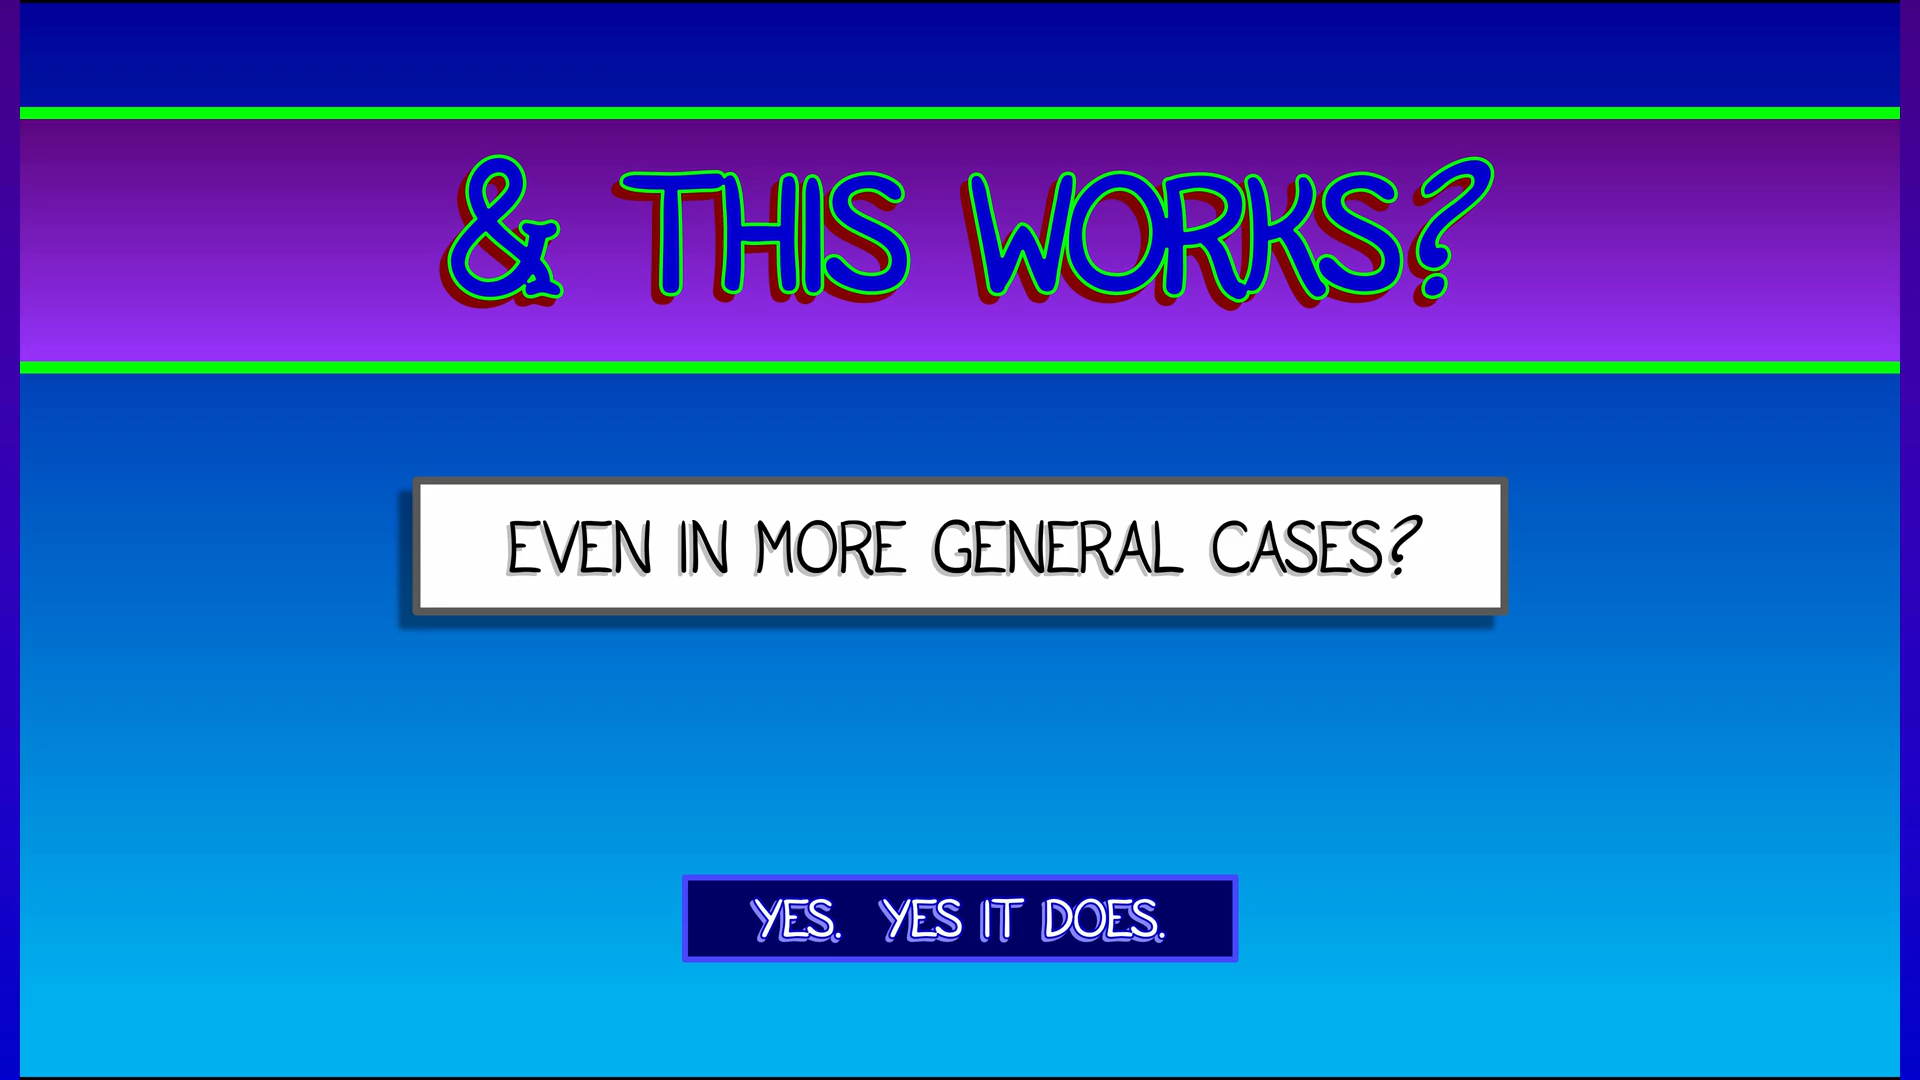 & THIS WORKS?
EVEN IN MORE GENERAL CASES?
YES. YES IT DOES.